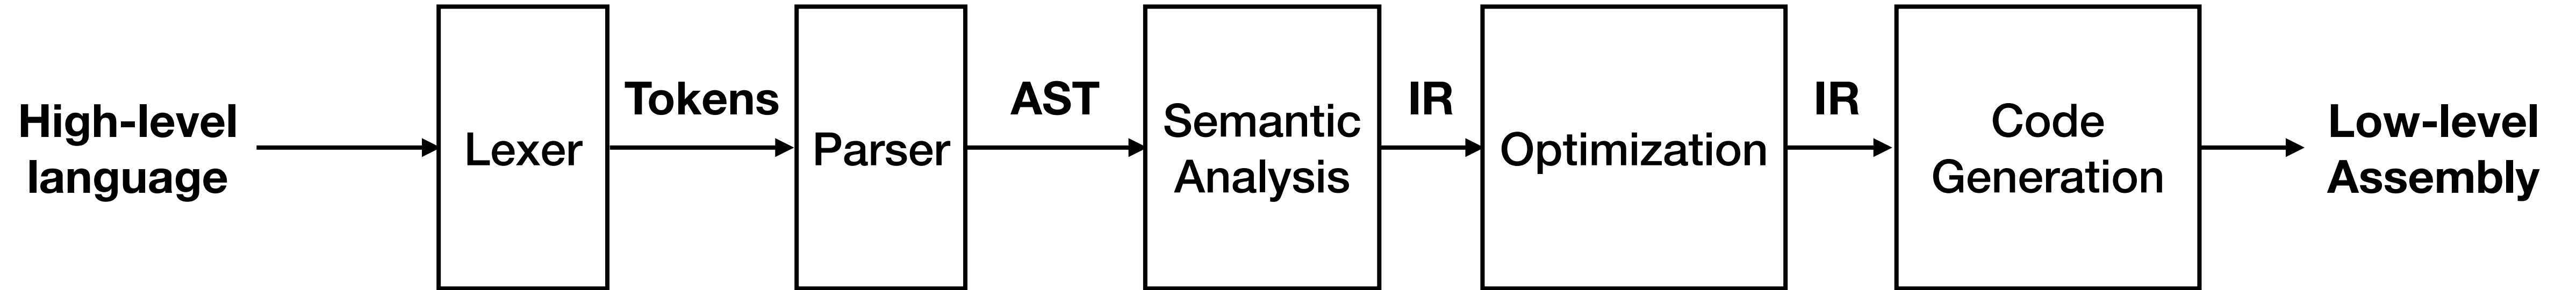 High-level
language
Lexer
Tokens
Parser
AST
Semantic
Analysis
IR
Optimization
IR
Code
Generation
Low-level
Assembly